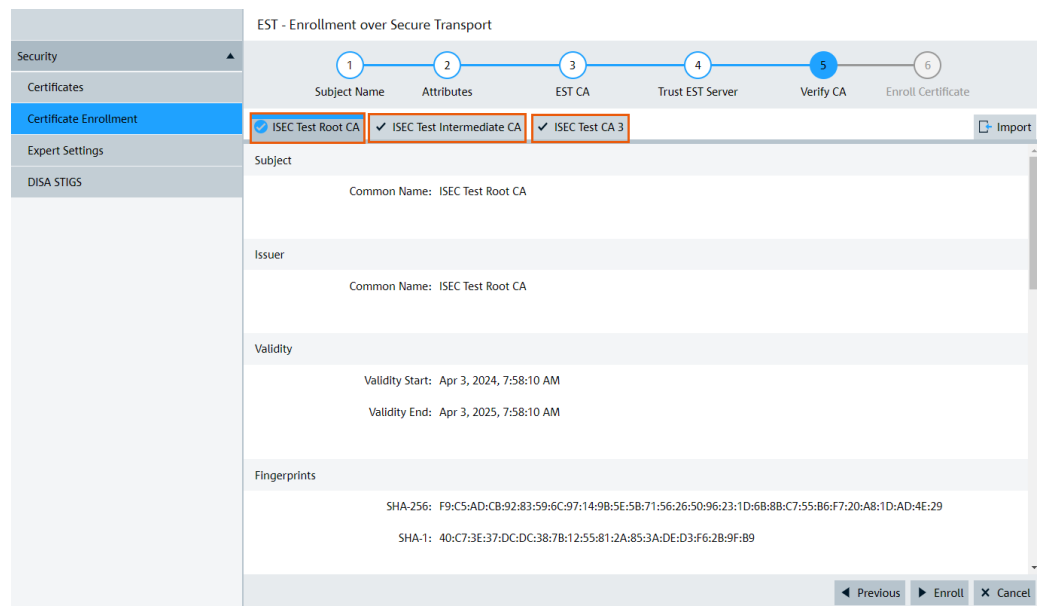 EST - Enrollment over Secure Transport
Security
Certificates
Certificate Enrollment
Expert Settings
DISA STIGS
1 2 3 4 5 6
Subject Name Attributes EST CA Trust EST Server Verify CA Enroll Certificate
ISEC Test Root CA ISEC Test Intermediate CA ISEC Test CA 3 Import
Subject
Common Name: ISEC Test Root CA
Issuer
Common Name: ISEC Test Root CA
Validity
Validity Start: Apr 3, 2024, 7:58:10 AM
Validity End: Apr 3, 2025, 7:58:10 AM
Fingerprints
SHA-256: F9:C5:AD:CB:92:83:59:6C:97:14:9B:5E:5B:71:56:26:50:96:23:1D:6B:8B:C7:55:B6:F7:20:A8:1D:AD:4E:29
SHA-1: 40:C7:3E:37:DC:DC:38:7B:12:55:81:2A:85:3A:DE:D3:F6:2B:9F:B9
Previous Enroll Cancel